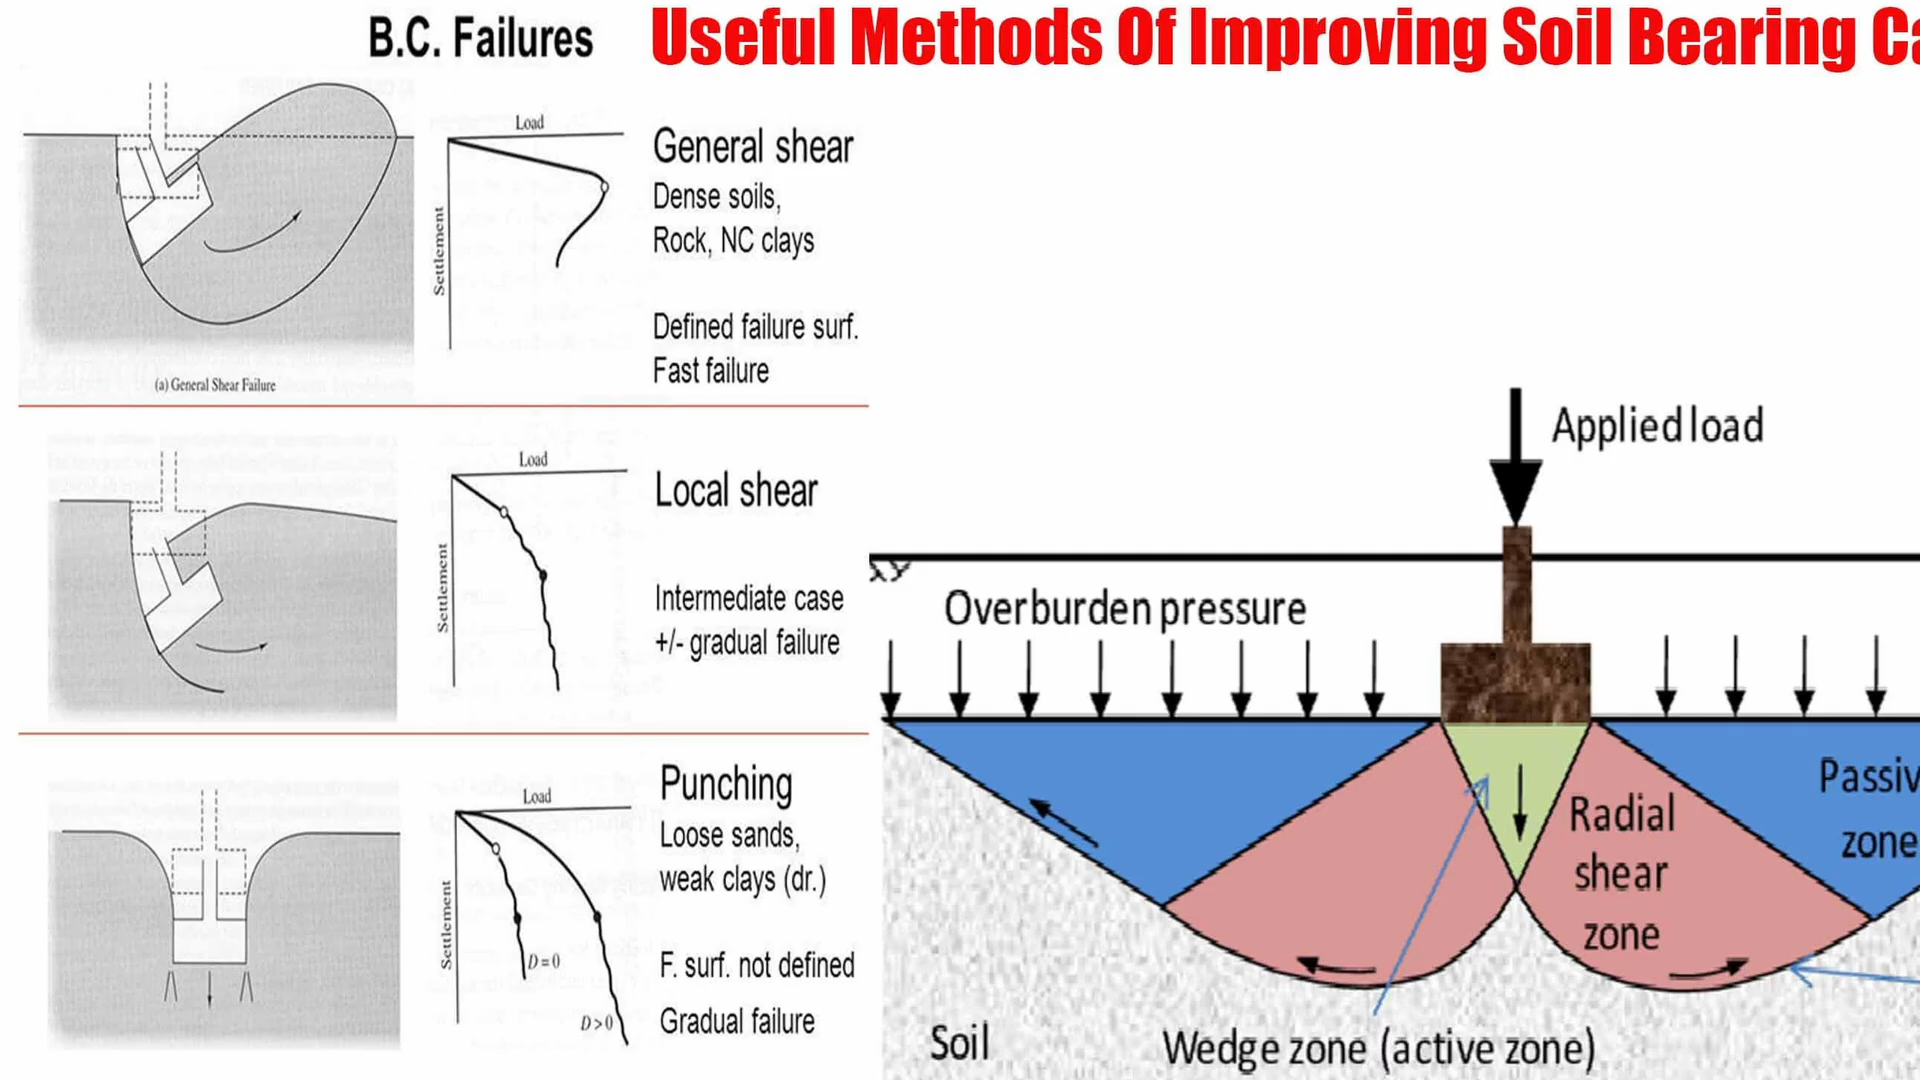 B.C. Failures
Useful Methods Of Improving Soil Bearing Ca
Load
Settlement
General shear
Dense soils,
Rock, NC clays
Defined failure surf.
Fast failure
(a) General Shear Failure
Load
Settlement
Local shear
Intermediate case
+/- gradual failure
Load
Settlement
D = 0
D > 0
Punching
Loose sands,
weak clays (dr.)
F. surf. not defined
Gradual failure
Applied load
Overburden pressure
Passiv
zone
Radial
shear
zone
Soil
Wedge zone (active zone)